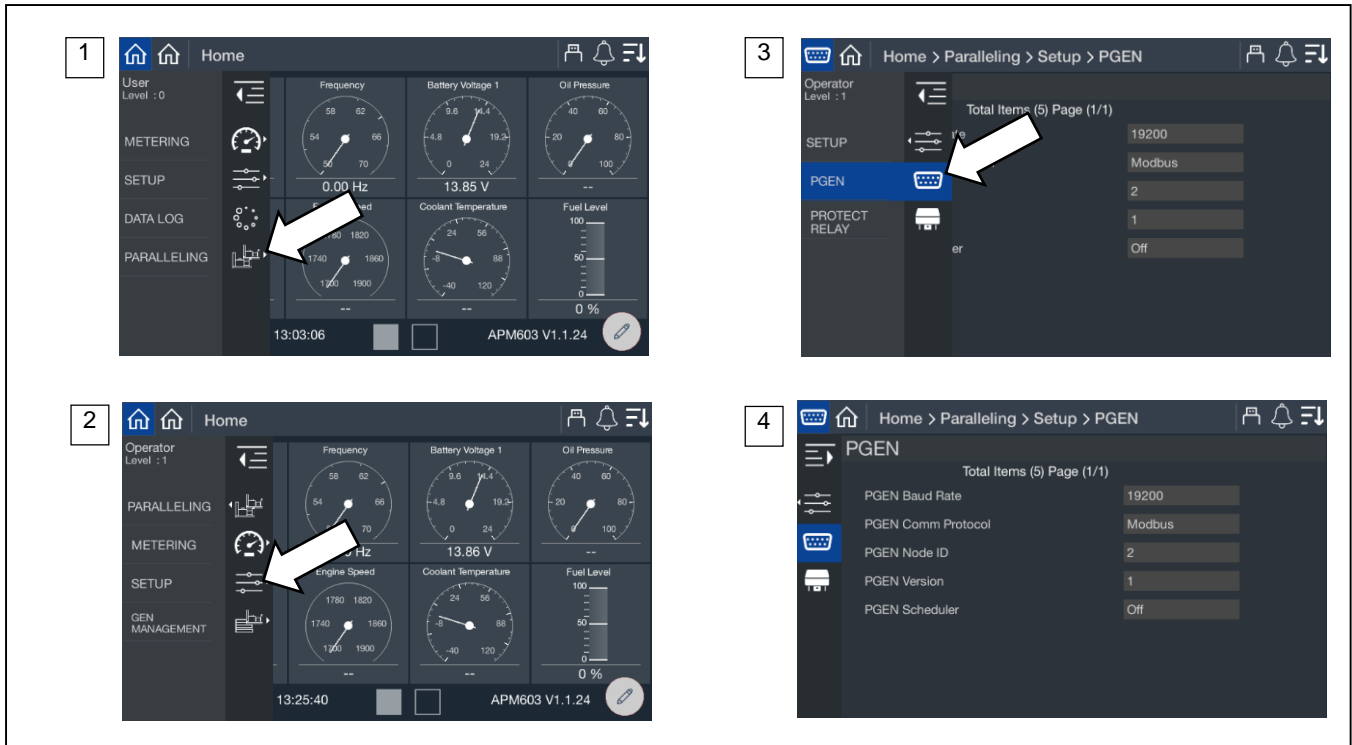 1
Home
User
Level : 0
METERING
SETUP
DATA LOG
PARALLELING
Frequency
58 62
54 66
50 70
0.00 Hz
Battery Voltage 1
9.6 14.4
4.8 19.2
0 24
13.85 V
Oil Pressure
40 60
20 80
0 100
--
ed
1780 1820
1740 1860
1700 1900
--
Coolant Temperature
24 56
-8 88
-40 120
--
Fuel Level
100
50
0
0 %
13:03:06
APM603 V1.1.24
2
Home
Operator
Level : 1
PARALLELING
METERING
SETUP
GEN
MANAGEMENT
Frequency
58 62
54 66
70
Hz
Battery Voltage 1
9.6 14.4
4.8 19.2
0 24
13.86 V
Oil Pressure
40 60
20 80
0 100
--
Engine Speed
1780 1820
1740 1860
1700 1900
--
Coolant Temperature
24 56
-8 88
-40 120
--
Fuel Level
100
50
0
0 %
13:25:40
APM603 V1.1.24
3
Home > Paralleling > Setup > PGEN
Operator
Level : 1
SETUP
PGEN
PROTECT
RELAY
Total Items (5) Page (1/1)
te 19200
Modbus
2
1
er Off
4
Home > Paralleling > Setup > PGEN
PGEN
Total Items (5) Page (1/1)
PGEN Baud Rate 19200
PGEN Comm Protocol Modbus
PGEN Node ID 2
PGEN Version 1
PGEN Scheduler Off